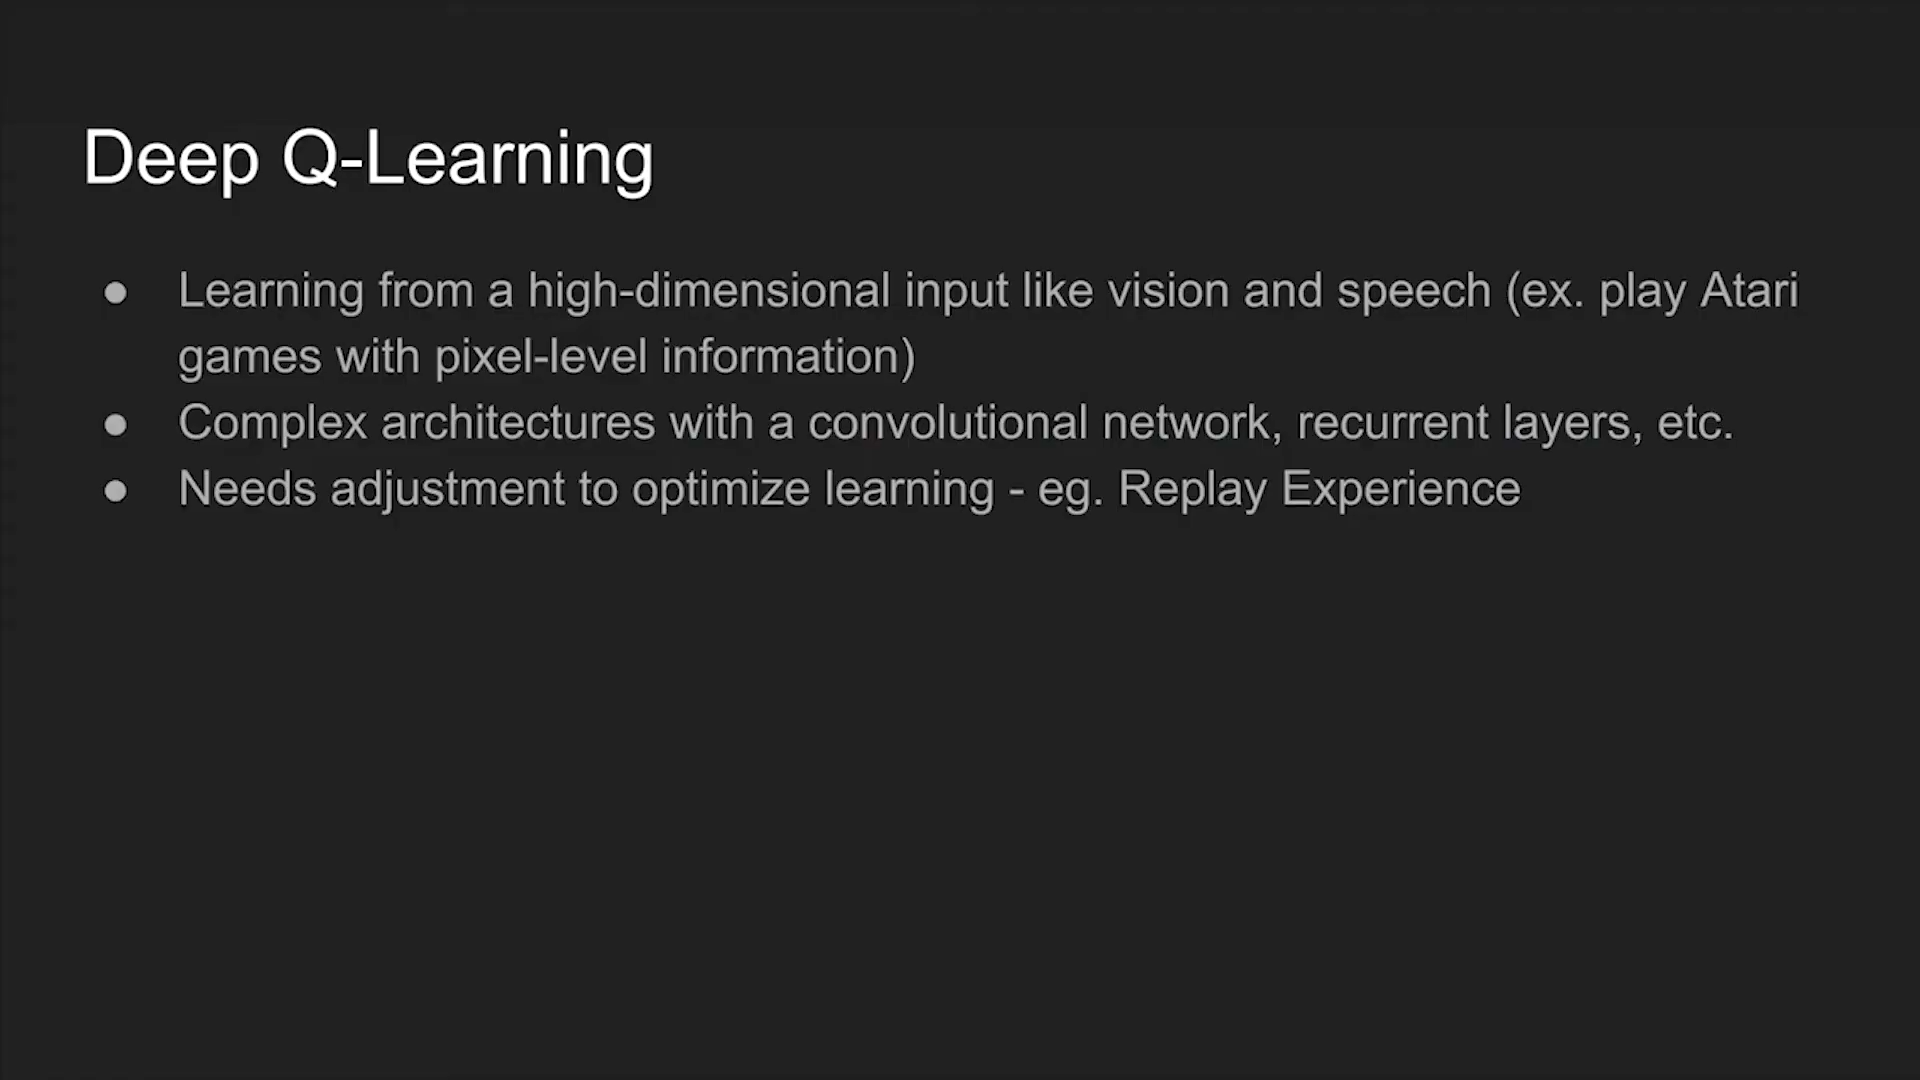 Deep Q-Learning
● Learning from a high-dimensional input like vision and speech (ex. play Atari
games with pixel-level information)
● Complex architectures with a convolutional network, recurrent layers, etc.
● Needs adjustment to optimize learning - eg. Replay Experience